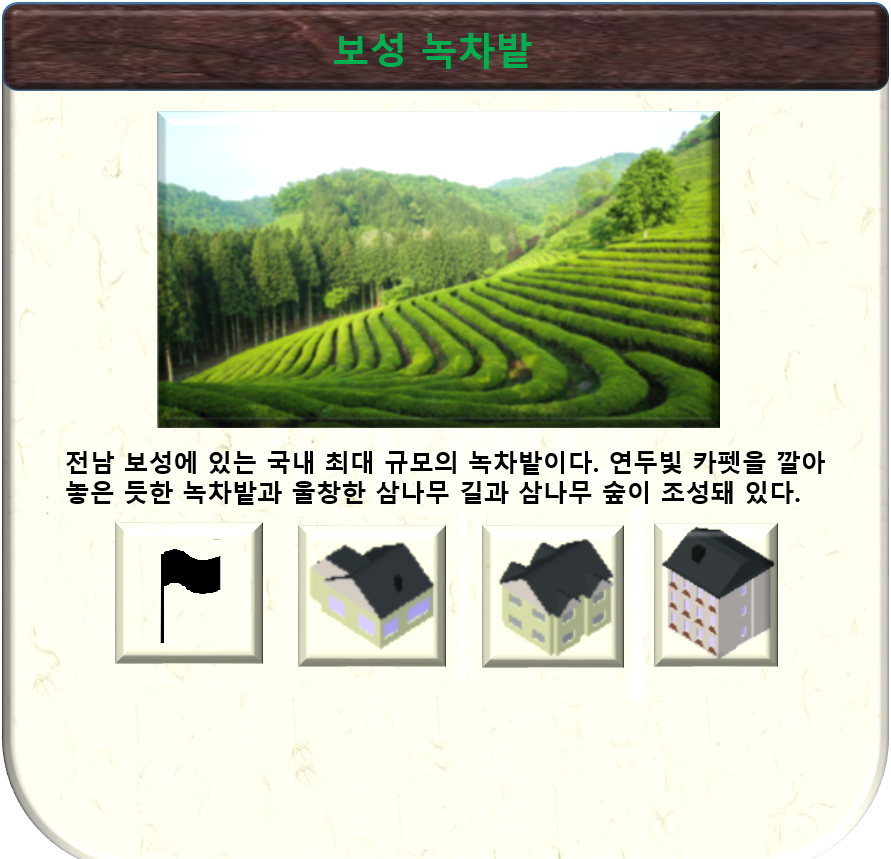 보성 녹차밭
전남 보성에 있는 국내 최대 규모의 녹차밭이다. 연두빛 카펫을 깔아
놓은 듯한 녹차밭과 울창한 삼나무 길과 삼나무 숲이 조성돼 있다.